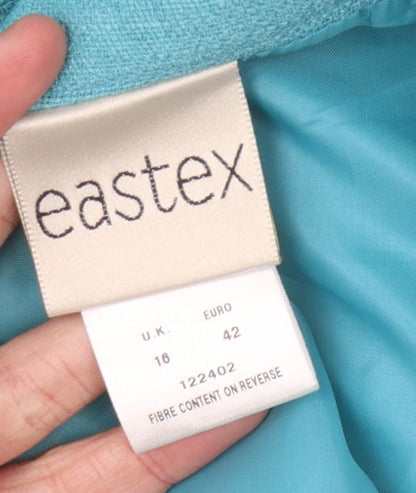 eastex
U.K. EURO
16 42
122402
FIBRE CONTENT ON REVERSE